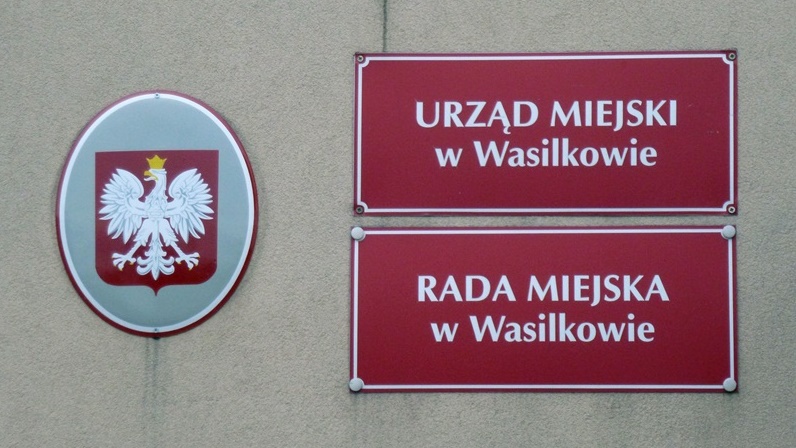 URZĄD MIEJSKI
w Wasilkowie
RADA MIEJSKA
w Wasilkowie